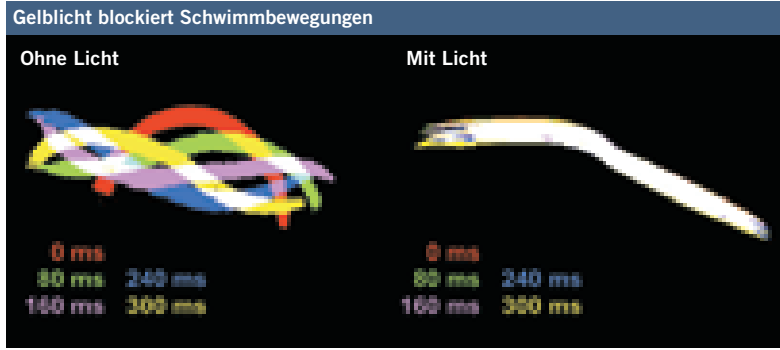 Gelblicht blockiert Schwimmbewegungen
Ohne Licht
Mit Licht
0 ms
80 ms 240 ms
160 ms 300 ms
0 ms
80 ms 240 ms
160 ms 300 ms